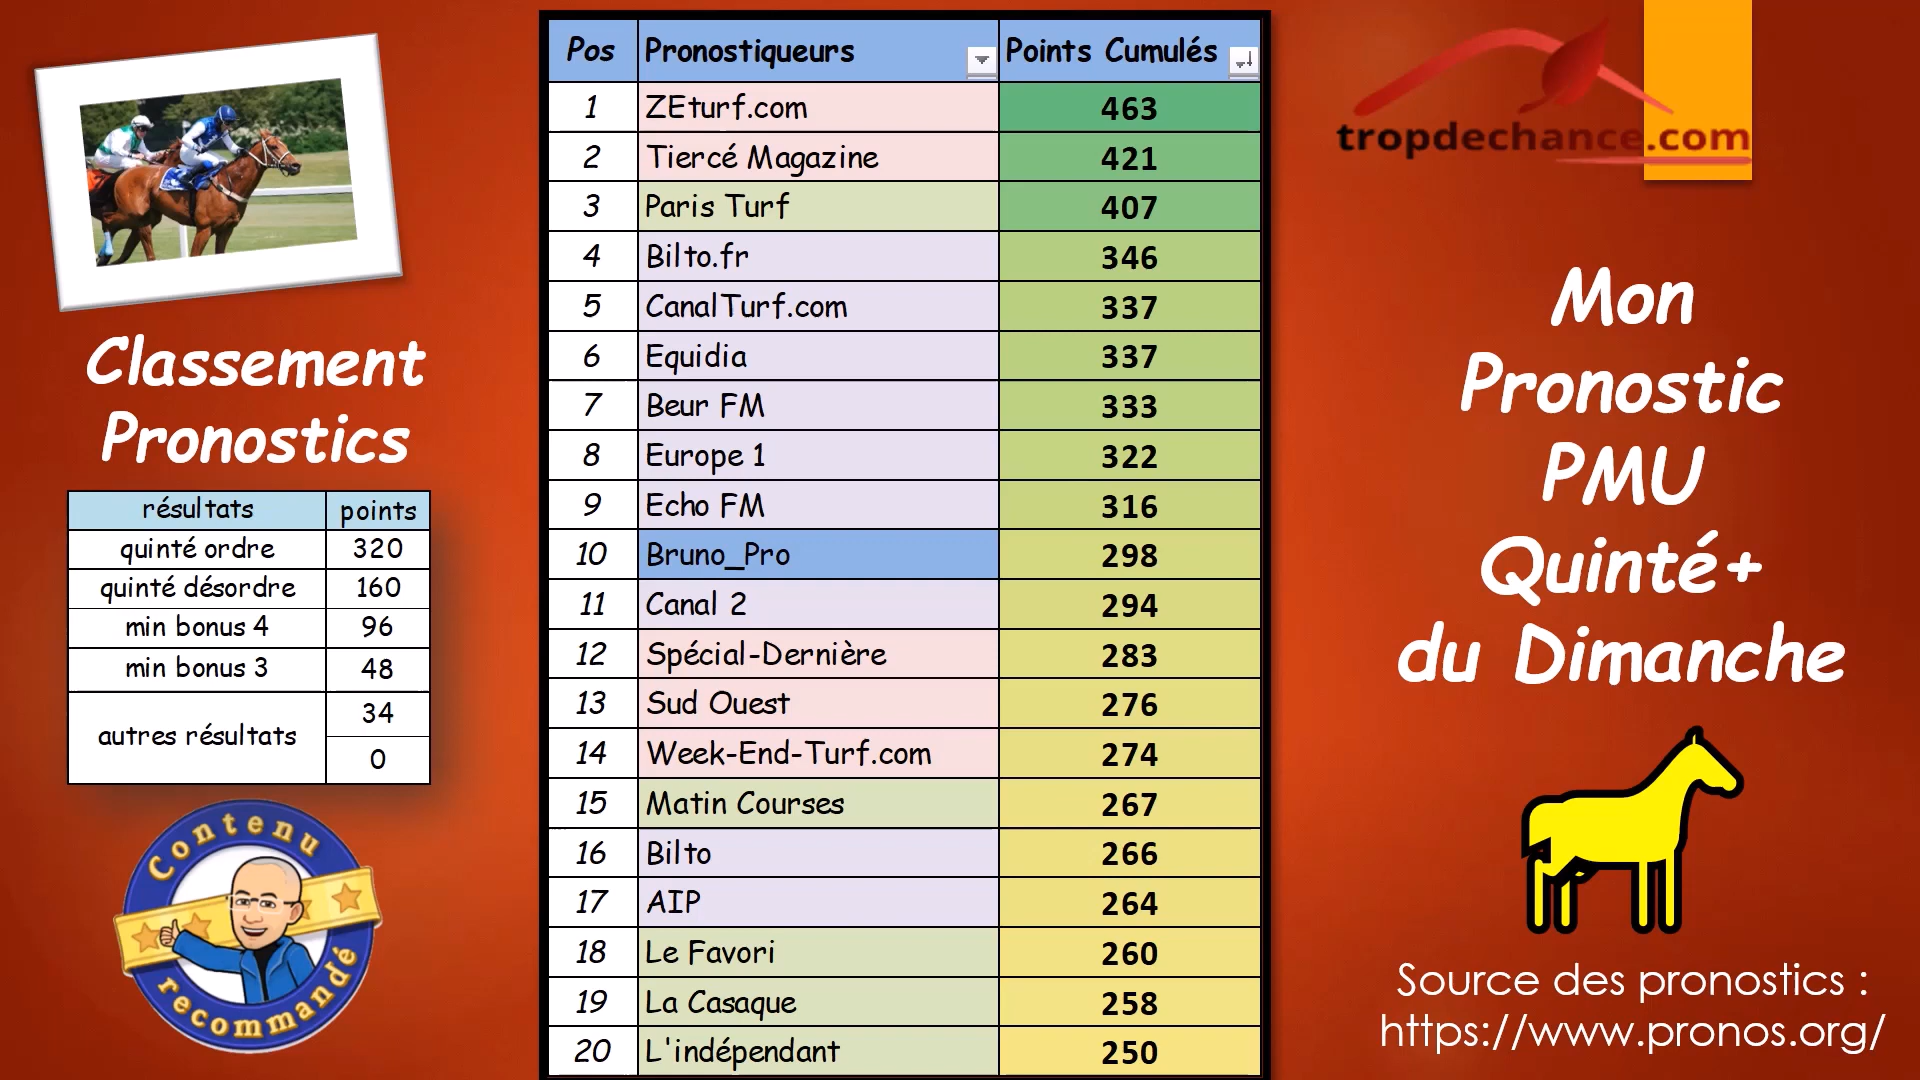 Classement
Pronostics
résultats points
quinté ordre 320
quinté désordre 160
min bonus 4 96
min bonus 3 48
autres résultats 34
0
Contenu
recommandé
Pos Pronostiqueurs Points Cumulés
1 ZEturf.com 463
2 Tiercé Magazine 421
3 Paris Turf 407
4 Bilto.fr 346
5 CanalTurf.com 337
6 Equidia 337
7 Beur FM 333
8 Europe 1 322
9 Echo FM 316
10 Bruno_Pro 298
11 Canal 2 294
12 Spécial-Dernière 283
13 Sud Ouest 276
14 Week-End-Turf.com 274
15 Matin Courses 267
16 Bilto 266
17 AIP 264
18 Le Favori 260
19 La Casaque 258
20 L'indépendant 250
tropdechance.com
Mon
Pronostic
PMU
Quinté+
du Dimanche
Source des pronostics :
https://www.pronos.org/